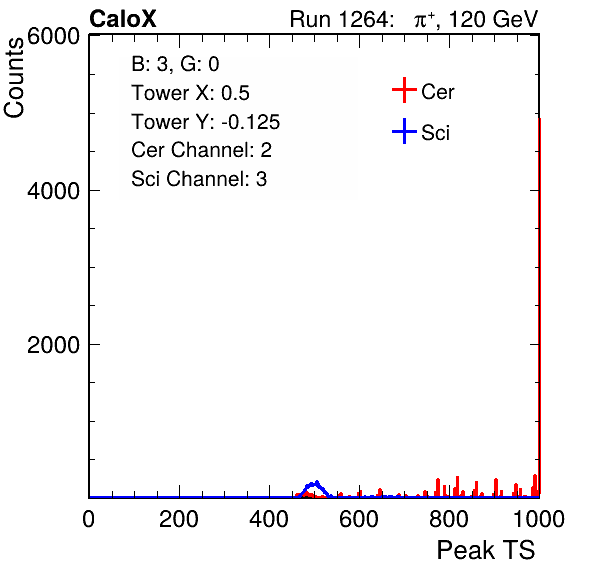 CaloX Run 1264: π⁺, 120 GeV
Counts
6000
4000
2000
B: 3, G: 0
Tower X: 0.5
Tower Y: -0.125
Cer Channel: 2
Sci Channel: 3
Cer
Sci
0 200 400 600 800 1000
Peak TS